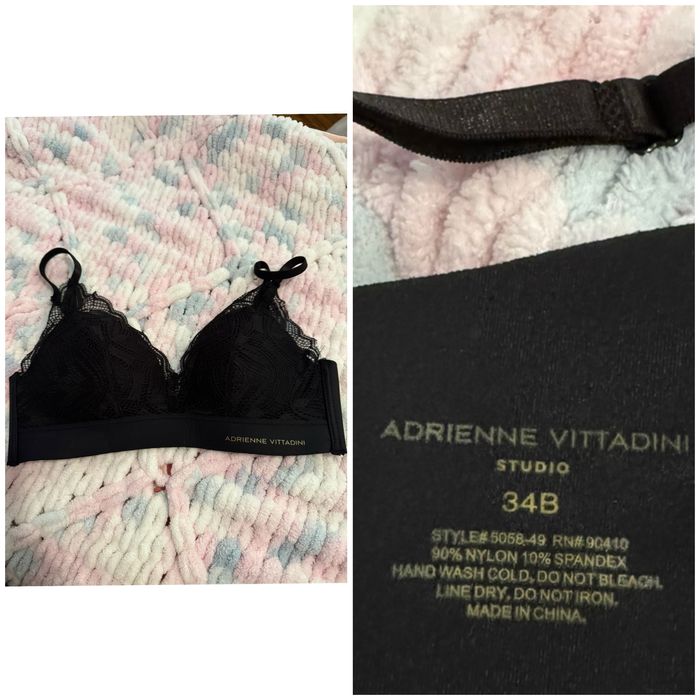 ADRIENNE VITTADINI
ADRIENNE VITTADINI
STUDIO
34B
STYLE# 5058-49 RN# 90410
90% NYLON 10% SPANDEX
HAND WASH COLD, DO NOT BLEACH,
LINE DRY, DO NOT IRON.
MADE IN CHINA.